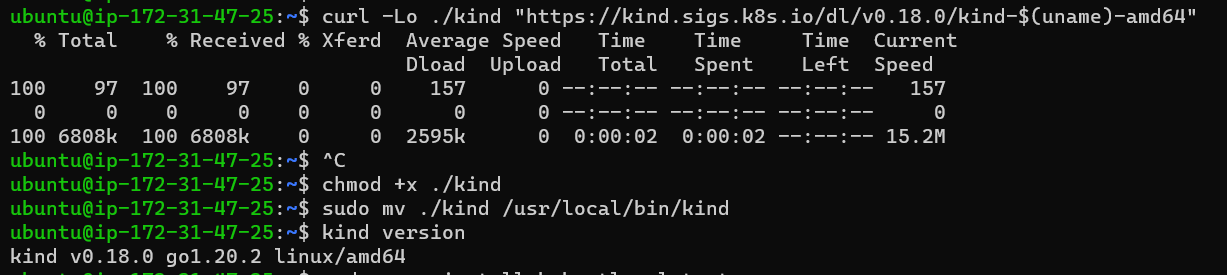 ubuntu@ip-172-31-47-25:~$ curl -Lo ./kind "https://kind.sigs.k8s.io/dl/v0.18.0/kind-$(uname)-amd64"
  % Total    % Received % Xferd  Average Speed   Time    Time     Time  Current
                                 Dload  Upload   Total   Spent    Left  Speed
100    97  100    97    0     0    157      0 --:--:-- --:--:-- --:--:--   157
  0     0    0     0    0     0      0      0 --:--:-- --:--:-- --:--:--     0
100 6808k  100 6808k    0     0  2595k      0  0:00:02  0:00:02 --:--:-- 15.2M
ubuntu@ip-172-31-47-25:~$ ^C
ubuntu@ip-172-31-47-25:~$ chmod +x ./kind
ubuntu@ip-172-31-47-25:~$ sudo mv ./kind /usr/local/bin/kind
ubuntu@ip-172-31-47-25:~$ kind version
kind v0.18.0 go1.20.2 linux/amd64